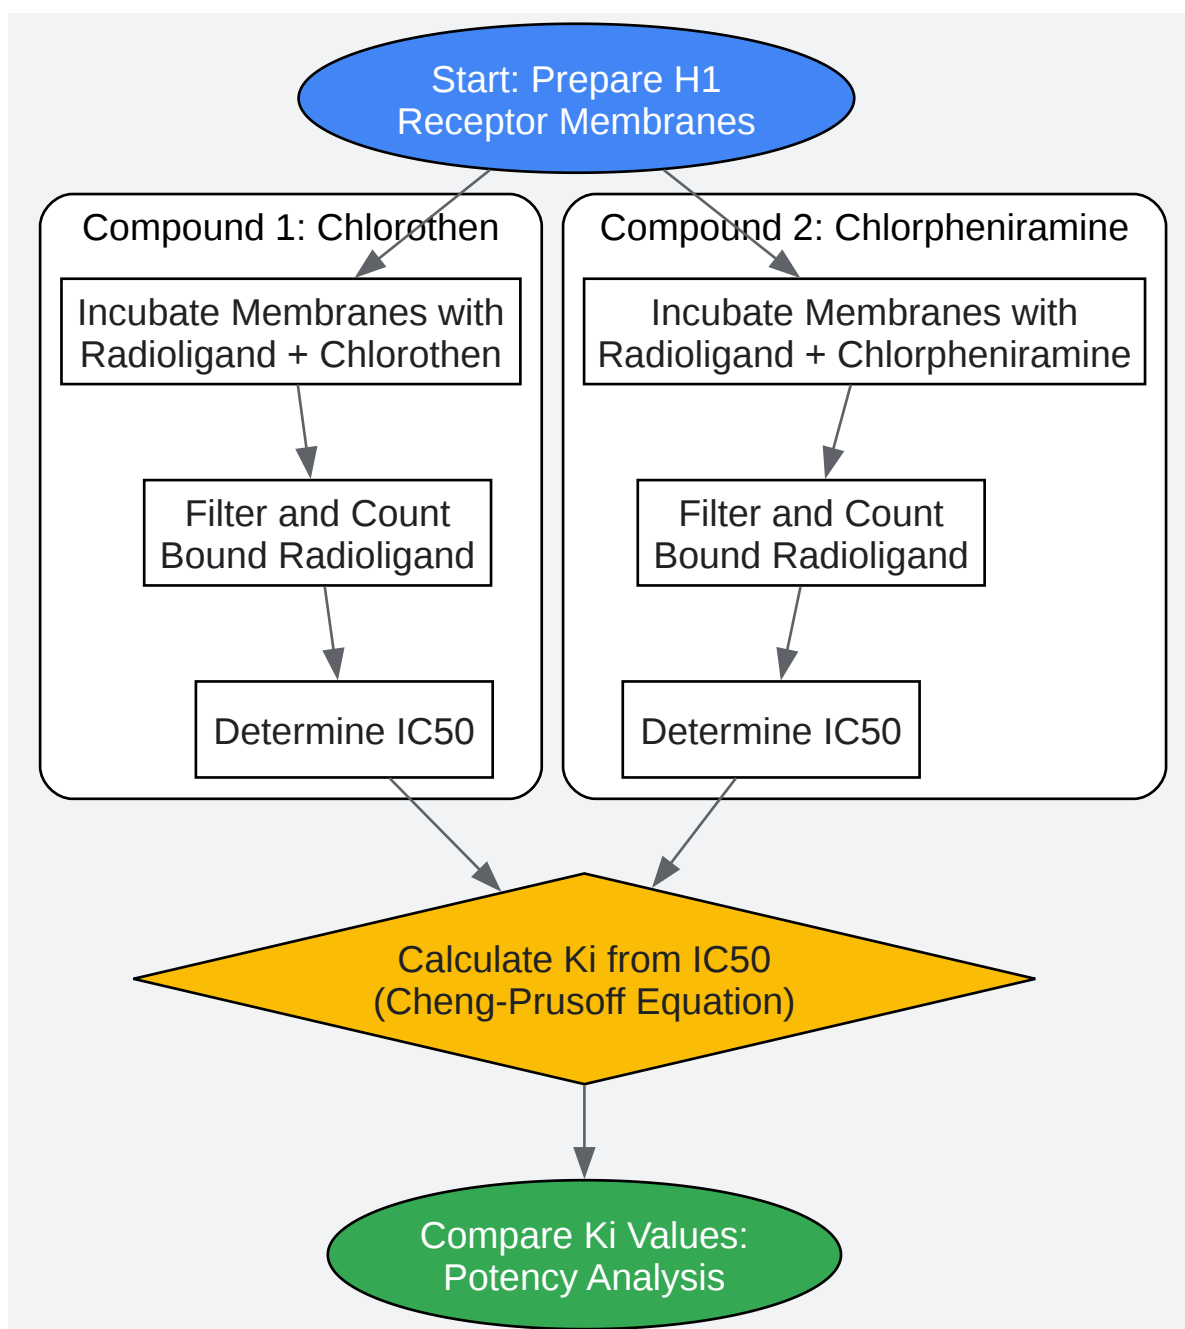 Start: Prepare H1
Receptor Membranes
Compound 1: Chlorothen
Incubate Membranes with
Radioligand + Chlorothen
Filter and Count
Bound Radioligand
Determine IC50
Compound 2: Chlorpheniramine
Incubate Membranes with
Radioligand + Chlorpheniramine
Filter and Count
Bound Radioligand
Determine IC50
Calculate Ki from IC50
(Cheng-Prusoff Equation)
Compare Ki Values:
Potency Analysis